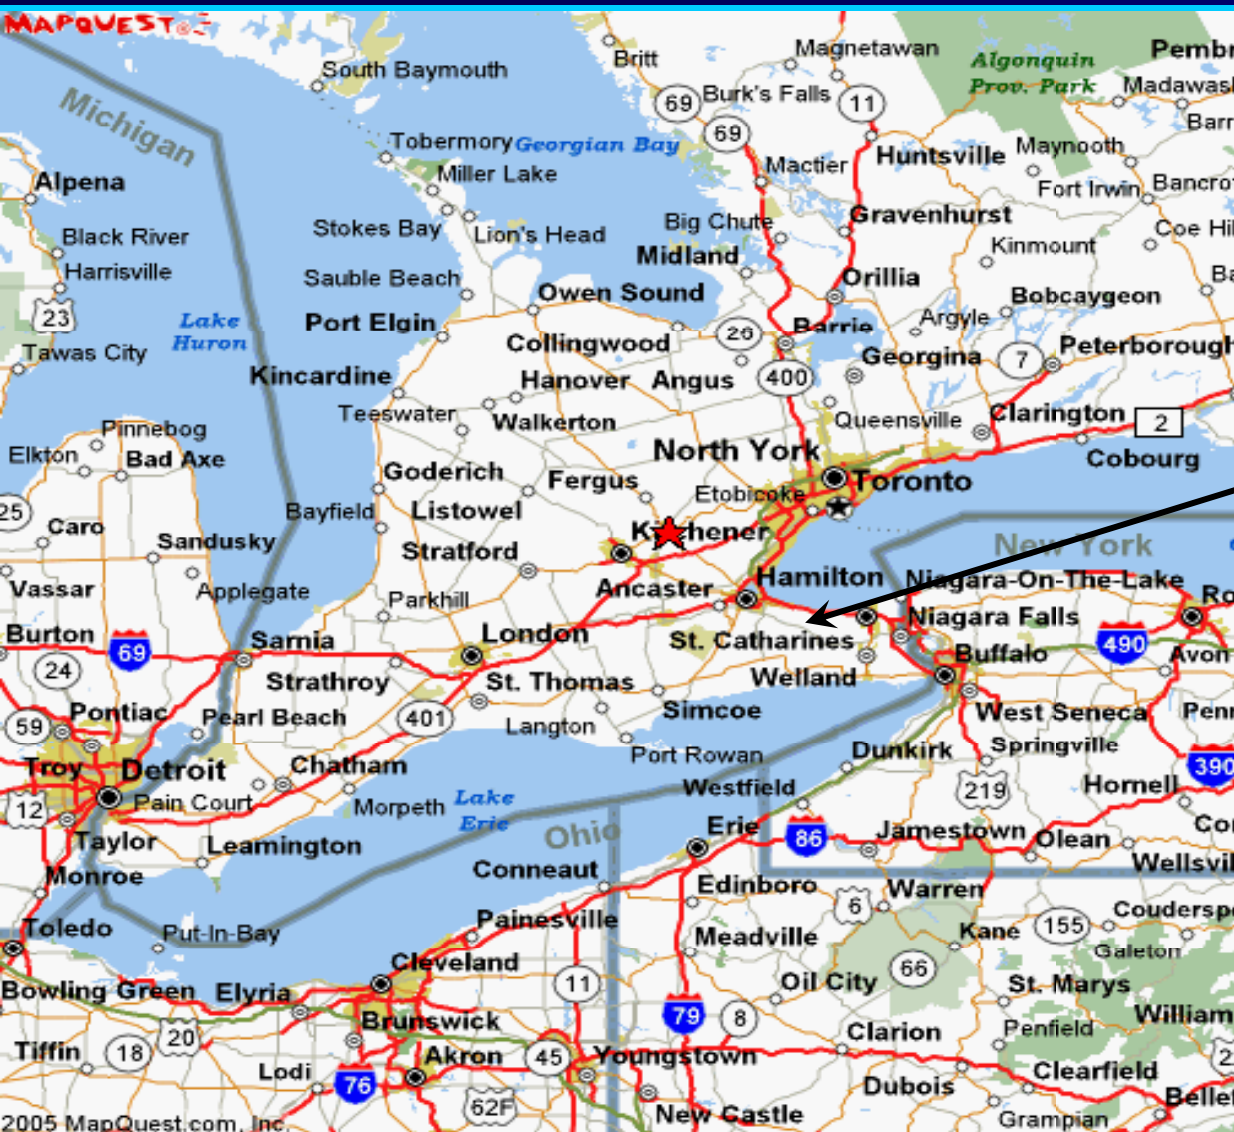 MAPQUEST
South Baymouth
Britt
Magnetawan
Algonquin
Prov. Park
Pembr
Madawas
Michigan
69
Burk's Falls
11
69
Barr
Tobermory
Georgian Bay
Huntsville
Maynooth
Mactier
Miller Lake
Alpena
Fort Irwin
Bancro
Stokes Bay
Lion's Head
Big Chute
Gravenhurst
Coe Hil
Black River
Midland
Kinmount
Harrisville
Sauble Beach
Owen Sound
Orillia
Bobcaygeon
Ba
23
Lake
Huron
Port Elgin
Collingwood
26
Barrie
Argyle
Tawas City
Georgina
7
Peterborough
Kincardine
Hanover
Angus
400
Teeswater
Walkerton
Queensville
Clarington
2
Pinnebog
Elkton
Bad Axe
North York
Cobourg
Goderich
Fergus
Toronto
Etobicoke
25
Bayfield
Listowel
Caro
Sandusky
Stratford
Kitchener
New York
Vassar
Applegate
Ancaster
Hamilton
Niagara-On-The-Lake
Ro
Parkhill
Niagara Falls
Burton
69
Sarnia
London
St. Catharines
490
Buffalo
Avon
24
Strathroy
St. Thomas
Welland
59
Pontiac
Pearl Beach
401
Langton
Simcoe
West Seneca
Penn
Port Rowan
Dunkirk
Springville
Troy
Detroit
Chatham
390
12
Pain Court
Morpeth
Lake
Erie
Westfield
219
Hornell
Taylor
Leamington
Ohio
Erie
86
Jamestown
Olean
Co
Monroe
Conneaut
Wellsvil
Edinboro
6
Warren
Toledo
Put-In-Bay
Painesville
Meadville
Kane
155
Coudersp
Galeton
Cleveland
Oil City
66
St. Marys
Bowling Green
Elyria
11
79
8
William
Brunswick
Clarion
Penfield
20
Tiffin
18
Akron
45
Youngstown
2
Lodi
76
Dubois
Clearfield
62F
New Castle
Grampian
Belle
2005 MapQuest.com, Inc.